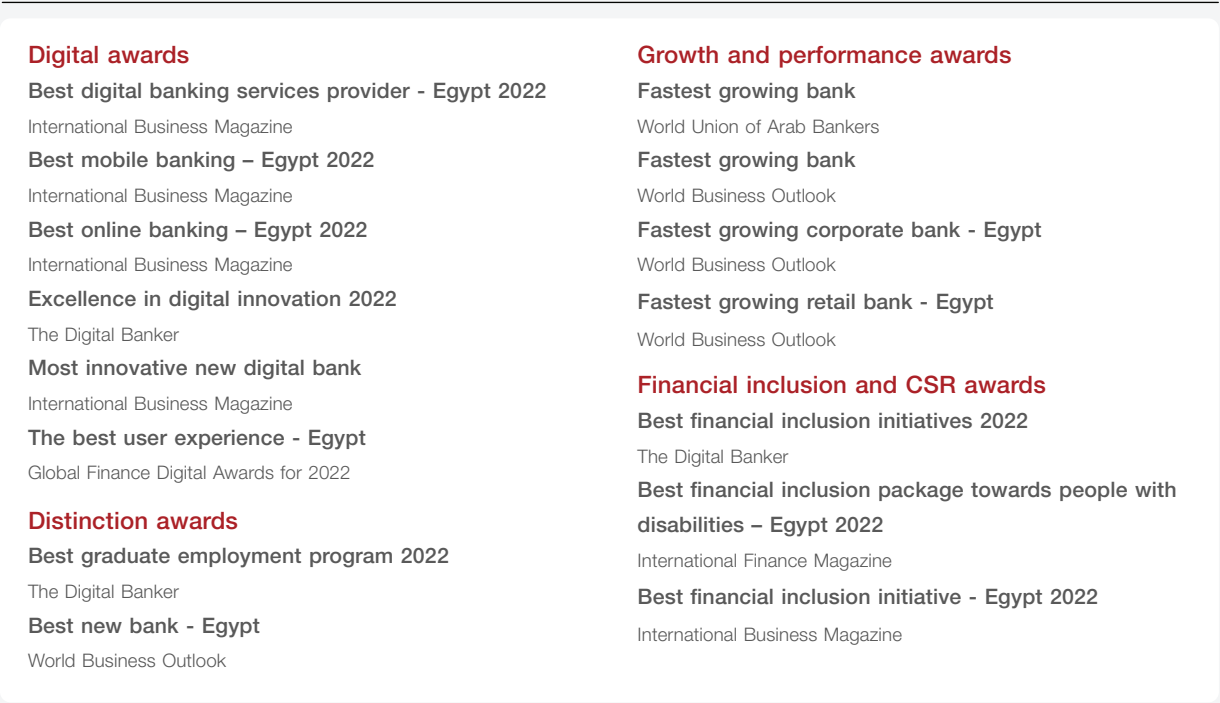 Digital awards
Best digital banking services provider - Egypt 2022
International Business Magazine
Best mobile banking – Egypt 2022
International Business Magazine
Best online banking – Egypt 2022
International Business Magazine
Excellence in digital innovation 2022
The Digital Banker
Most innovative new digital bank
International Business Magazine
The best user experience - Egypt
Global Finance Digital Awards for 2022
Distinction awards
Best graduate employment program 2022
The Digital Banker
Best new bank - Egypt
World Business Outlook
Growth and performance awards
Fastest growing bank
World Union of Arab Bankers
Fastest growing bank
World Business Outlook
Fastest growing corporate bank - Egypt
World Business Outlook
Fastest growing retail bank - Egypt
World Business Outlook
Financial inclusion and CSR awards
Best financial inclusion initiatives 2022
The Digital Banker
Best financial inclusion package towards people with
disabilities – Egypt 2022
International Finance Magazine
Best financial inclusion initiative - Egypt 2022
International Business Magazine